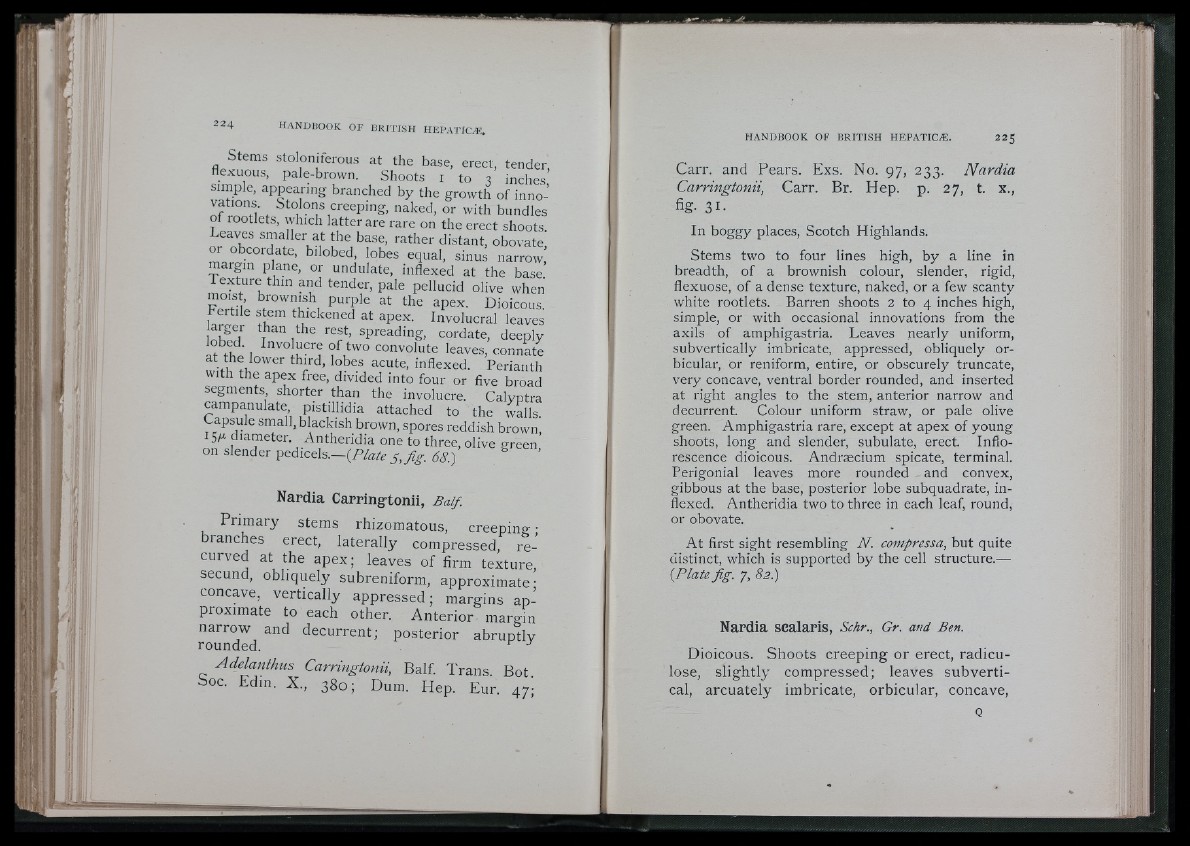 224 HANDBOOK OF BRITISH HEPATICÆ.
Stems stoloniferous at the base, erect, tender,
flexuous, pale-brown. Shoots 1 to 3 inches,
simple, appearing branched by the growth of inno-
vations. Stolons creeping, naked, or with bundles
of rootlets, which latter are rare on the erect shoots.
Leaves smaller at the base, rather distant, obovate,
or obcordate, bilobed, lobes equal, sinus narrow,
margin plane, or undulate, inflexed at the base.
Texture thin and tender, pale pellucid olive when
moist, brownish purple at the apex. Dioicous.
Fertile stem thickened at apex. Involucral leaves
larger than the rest, spreading, cordate, deeply
lobed. Involucre of two convolute leaves, connate
at the lower third, lobes acute, inflexed. Perianth
with the apex free, divided into four or five broad
segments, shorter than the involucre. Calyptra
campanulate, pistillidia attached to the walls.
Capsule small, blackish brown, spores reddish brown,
15μ diameter. Antheridia one to three, olive green,
on slender pedicels.—(Plate 5, fig. 68.)
Nardia Carringtonii, Balf.
Primary stems rhizomatous, creeping;
branches erect, laterally compressed, re-
curved at the apex; leaves of firm texture,
secund, obliquely subreniform, approximate;
concave, vertically appressed; margins ap-
proximate to each other. Anterior margin
narrow and decurrent; posterior abruptly
rounded.
Adelanthus Carringtonii, Balf. Trans. Bot.
Soc. Edin. X., 380; Dum. Hep. Eur. 47;
HANDBOOK OF BRITISH HEPATICÆ. 225
Carr. and Pears. Exs. No. 97, 233. Nardia
Carringtonii, Carr. Br. Hep. p. 27, t. x.,
fig. 31.
In boggy places, Scotch Highlands.
Stems two to four lines high, by a line in
breadth, of a brownish colour, slender, rigid,
flexuose, of a dense texture, naked, or a few scanty
white rootlets. Barren shoots 2 to 4 inches high,
simple, or with occasional innovations from the
axils of amphigastria. Leaves nearly uniform,
subvertically imbricate, appressed, obliquely or-
bicular, or reniform, entire, or obscurely truncate,
very concave, ventral border rounded, and inserted
at right angles to the stem, anterior narrow and
decurrent. Colour uniform straw, or pale olive
green. Amphigastria rare, except at apex of young
shoots, long and slender, subulate, erect. Inflo-
rescence dioicous. Andræcium spicate, terminal.
Perigonial leaves more rounded and convex,
gibbous at the base, posterior lobe subquadrate, in-
flexed. Antheridia two to three in each leaf, round,
or obovate.
At first sight resembling N. compressa, but quite
distinct, which is supported by the cell structure.—
(Plate fig. 7, 82.)
Nardia scalaris, Schr., Gr. and Ben.
Dioicous. Shoots creeping or erect, radicu-
lose, slightly compressed; leaves subverti-
cal, arcuately imbricate, orbicular, concave,
Q